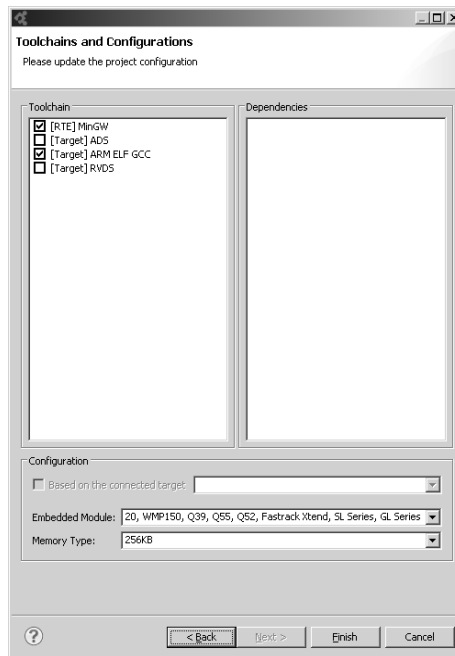 Toolchains and Configurations
Please update the project configuration
Toolchain
[RTE] MinGW
[Target] ADS
[Target] ARM ELF GCC
[Target] RVDS
Dependencies
Configuration
Based on the connected target
Embedded Module: 20, WMP150, Q39, Q55, Q52, Fastrack Xtend, SL Series, GL Series
Memory Type: 256KB
?
< Back Next > Finish Cancel